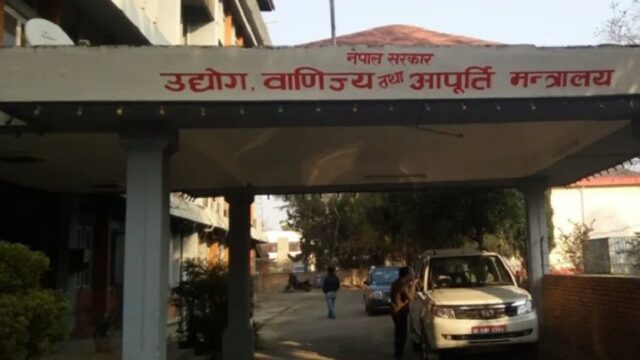 नेपाल सरकार
उद्योग, वाणिज्य तथा आपूर्ति मन्त्रालय